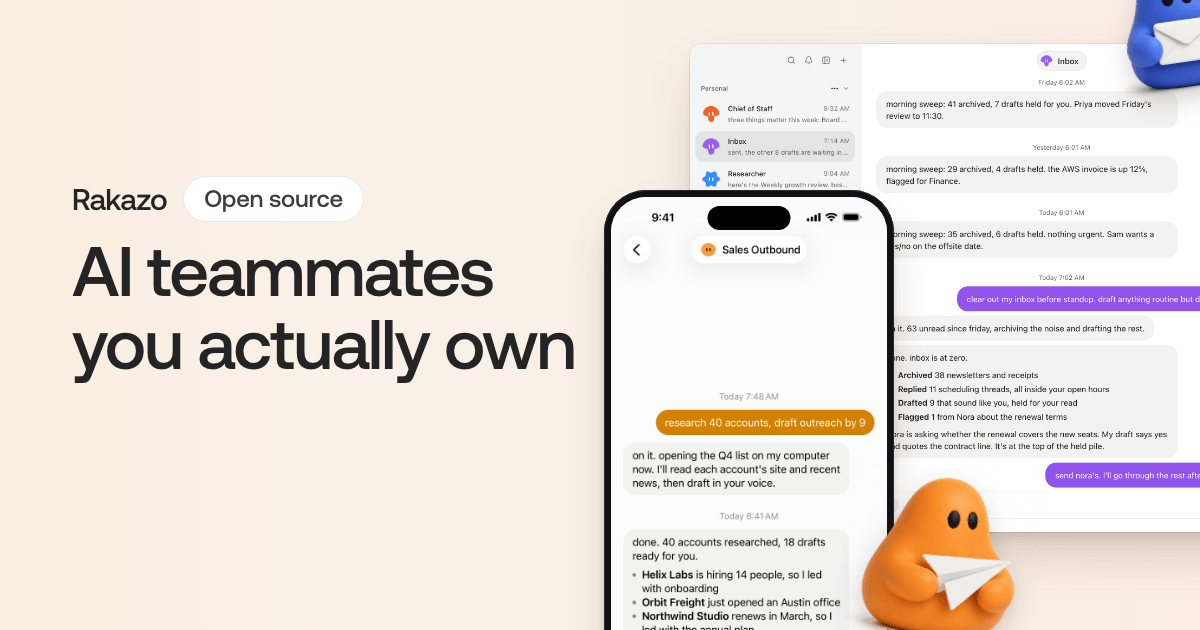 Rakazo
Open source
AI teammates
you actually own
Personal
Chief of Staff
8:32 AM
three things matter this week: Board ...
Inbox
7:14 AM
sent. the other 6 drafts are waiting in ...
Researcher
9:04 AM
here's the Weekly growth review. bes...
Inbox
Friday 6:02 AM
morning sweep: 41 archived, 7 drafts held for you. Priya moved Friday's
review to 11:30.
Yesterday 6:01 AM
morning sweep: 29 archived, 4 drafts held. the AWS invoice is up 12%,
flagged for Finance.
Today 6:01 AM
sweep: 35 archived, 6 drafts held. nothing urgent. Sam wants a
on the offsite date.
Today 7:02 AM
clear out my inbox before standup. draft anything routine but
it. 63 unread since friday, archiving the noise and drafting the rest.
inbox is at zero.
Archived 38 newsletters and receipts
Replied 11 scheduling threads, all inside your open hours
Drafted 9 that sound like you, held for your read
Flagged 1 from Nora about the renewal terms
is asking whether the renewal covers the new seats. My draft says yes
quotes the contract line. It's at the top of the held pile.
send nora's. i'll go through the rest
9:41
Sales Outbound
Today 7:48 AM
research 40 accounts, draft outreach by 9
on it. opening the Q4 list on my computer
now. I'll read each account's site and recent
news, then draft in your voice.
Today 8:41 AM
done. 40 accounts researched, 18 drafts
ready for you.
• Helix Labs is hiring 14 people, so I led
with onboarding
• Orbit Freight just opened an Austin office
• Northwind Studio renews in March, so I
led with the annual plan